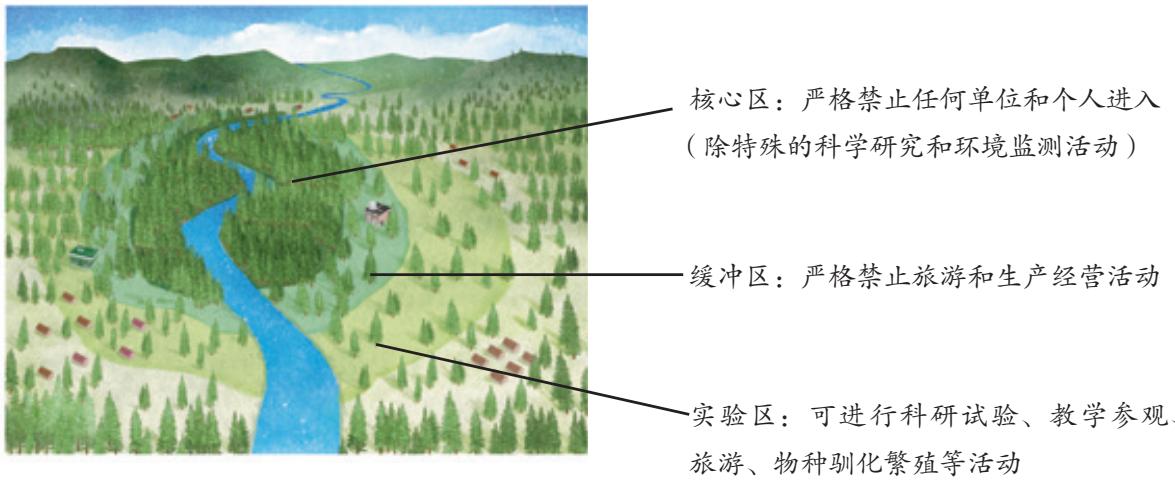 核心区：严格禁止任何单位和个人进入
（除特殊的科学研究和环境监测活动）
缓冲区：严格禁止旅游和生产经营活动
实验区：可进行科研试验、教学参观、
旅游、物种驯化繁殖等活动